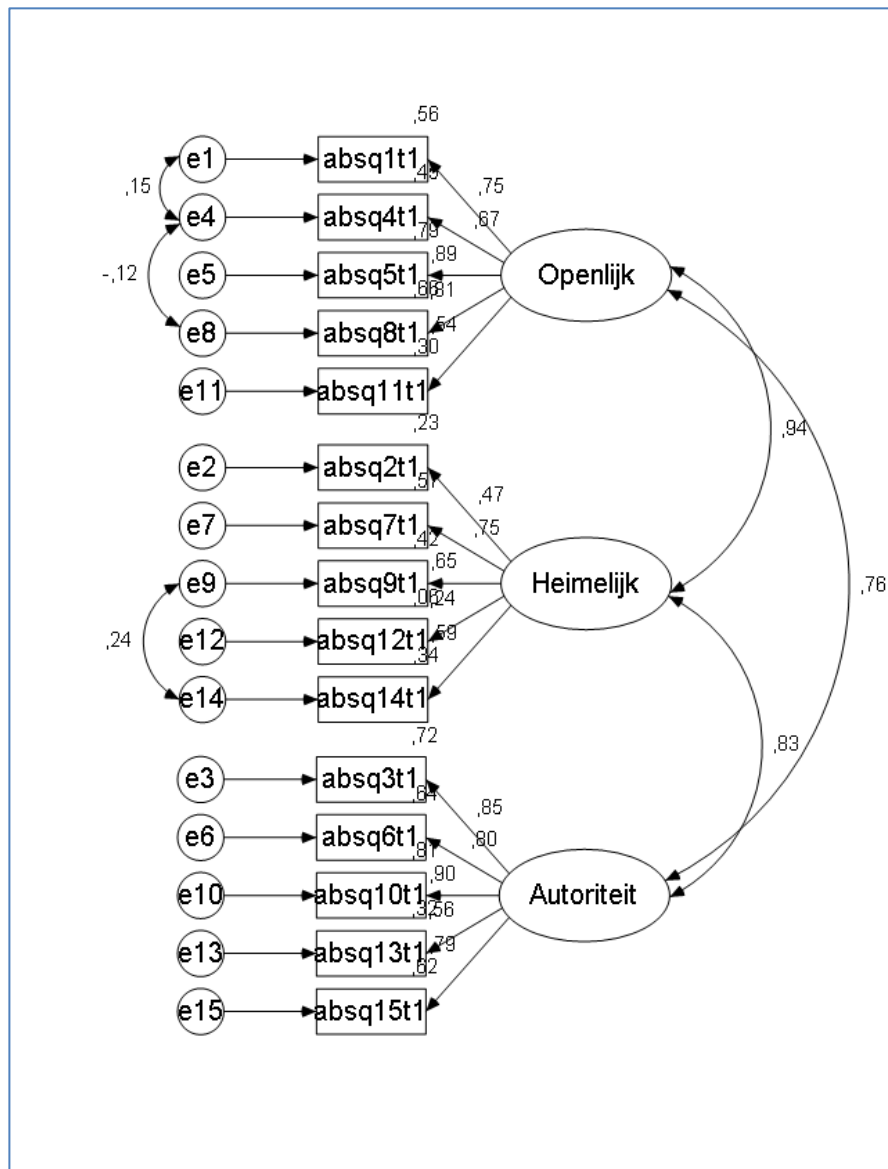 ,56
e1 absq1t1 ,75
,15
e4 absq4t1 ,67
,79
,89
-,12
e5 absq5t1 Openlijk
,66 ,81
e8 absq8t1 ,54
,30
e11 absq11t1
,23
,94
e2 absq2t1 ,47
,57
e7 absq7t1 ,75
,42
,65
e9 absq9t1 Heimelijk ,76
,06 ,24
,24
e12 absq12t1 ,59
,34
e14 absq14t1
,72
,83
e3 absq3t1 ,85
,64
e6 absq6t1 ,80
,81
,90
e10 absq10t1 Autoriteit
,32 ,56
e13 absq13t1 ,79
,62
e15 absq15t1